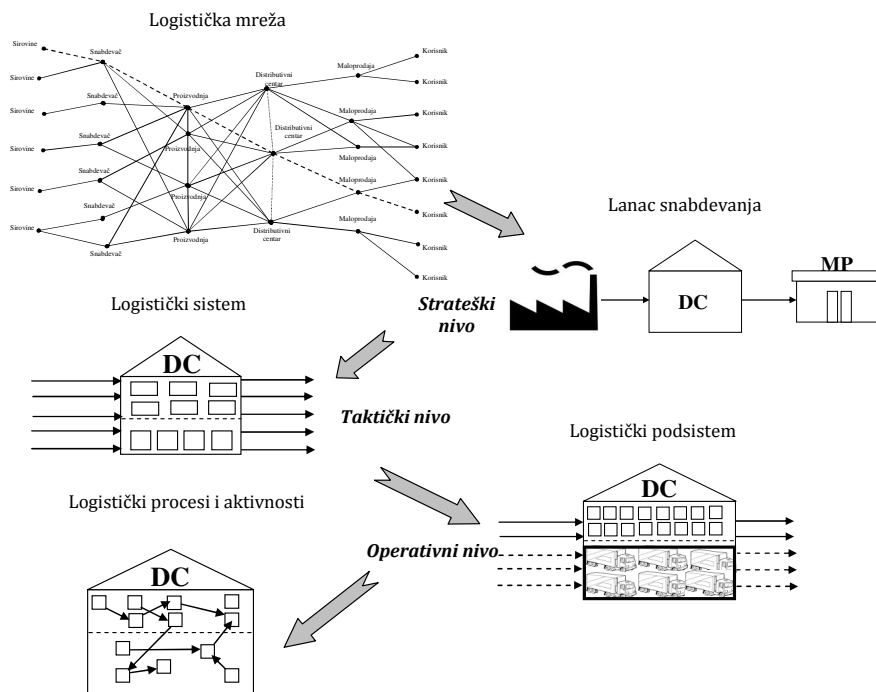 Logistička mreža
Sirovine
Snabdevač
Korisnik
Sirovine
Distributivni
centar
Maloprodaja
Korisnik
Snabdevač
Proizvodnja
Sirovine
Maloprodaja
Korisnik
Distributivni
centar
Snabdevač
Proizvodnja
Sirovine
Maloprodaja
Korisnik
Snabdevač
Maloprodaja
Korisnik
Sirovine
Proizvodnja
Snabdevač
Korisnik
Sirovine
Maloprodaja
Proizvodnja
Distributivni
centar
Korisnik
Snabdevač
Korisnik
Lanac snabdevanja
MP
DC
Strateški
nivo
Logistički sistem
DC
Taktički nivo
Logistički podsistem
DC
Logistički procesi i aktivnosti
Operativni nivo
DC